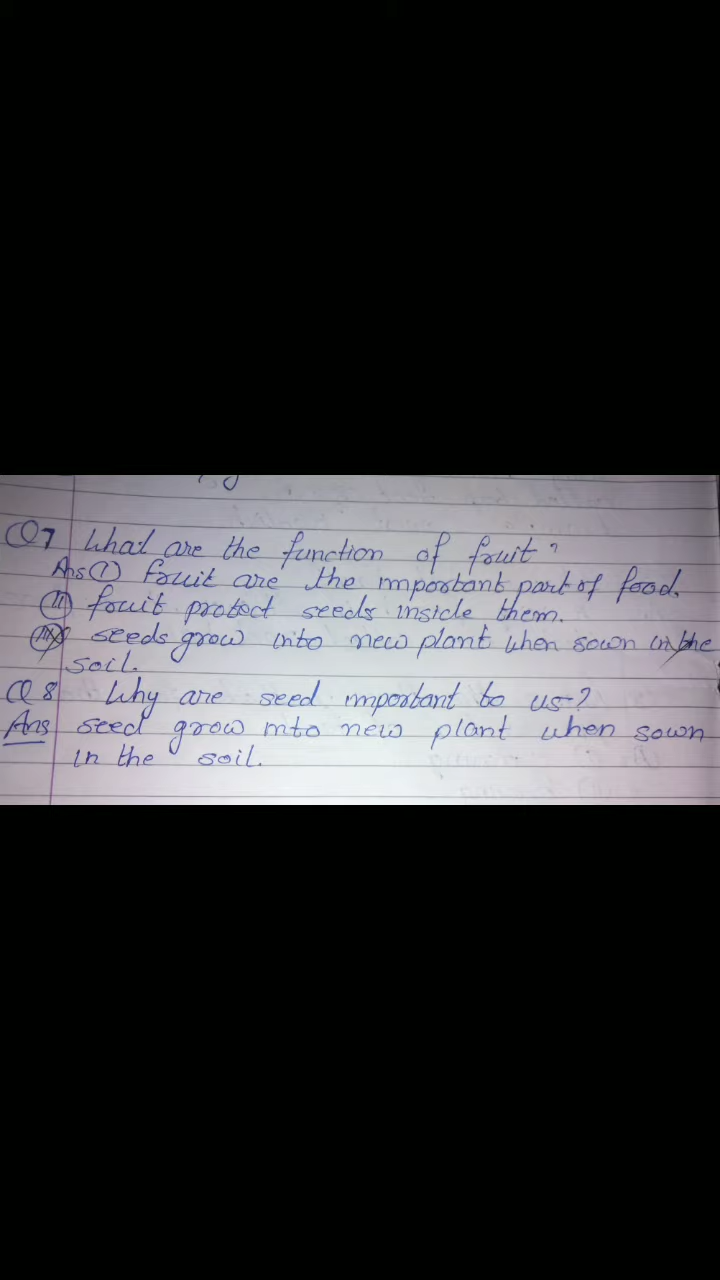 Q7 What are the function of fruit?
Ans (I) fruit are the important part of food.
(II) fruit protect seeds inside them.
(III) seeds grow into new plant when sown in the
soil.
Q 8 Why are seed important to us?
Ans seed grow into new plant when sown
in the soil.